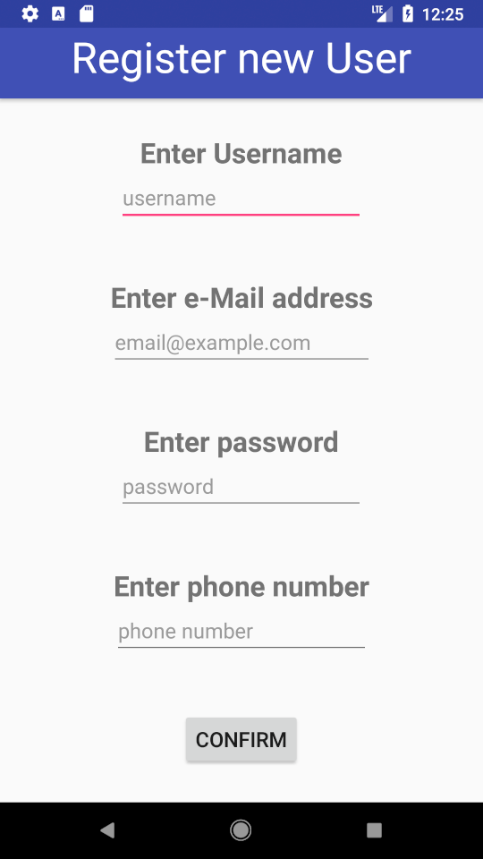 LTE 12:25
Register new User
Enter Username
username
Enter e-Mail address
email@example.com
Enter password
password
Enter phone number
phone number
CONFIRM